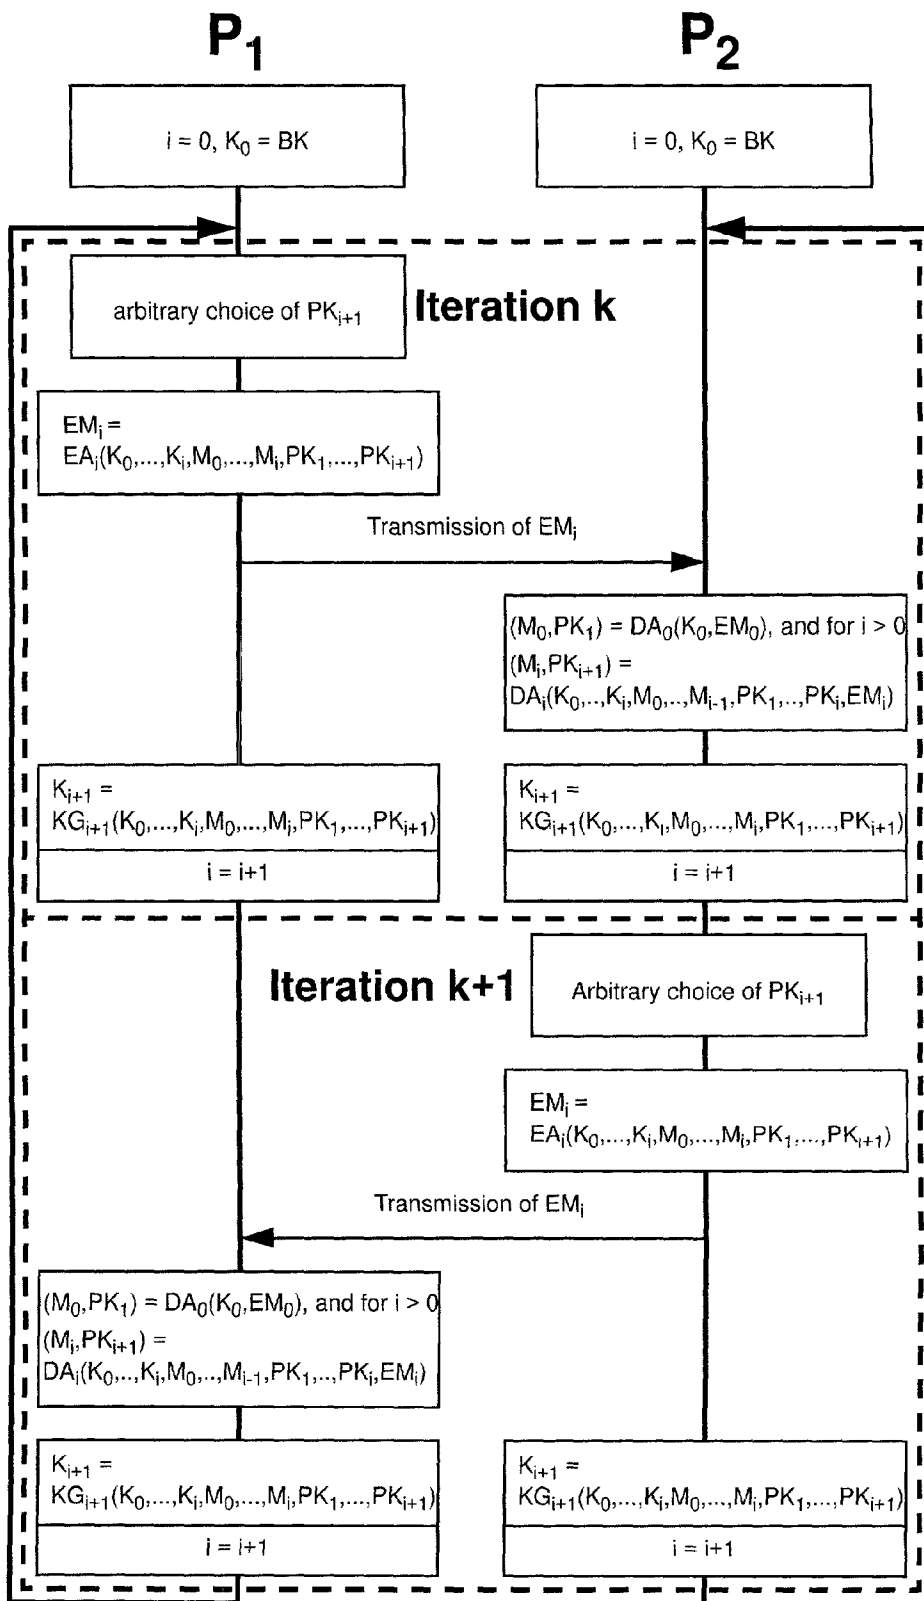 P₁ P₂
i = 0, K₀ = BK
i = 0, K₀ = BK
arbitrary choice of PKᵢ₊₁
Iteration k
EMᵢ =
EAᵢ(K₀,...,Kᵢ,M₀,...,Mᵢ,PK₁,...,PKᵢ₊₁)
Transmission of EMᵢ
(M₀,PK₁) = DA₀(K₀,EM₀), and for i > 0
(Mᵢ,PKᵢ₊₁) =
DAᵢ(K₀,..,Kᵢ,M₀,..,Mᵢ₋₁,PK₁,..,PKᵢ,EMᵢ)
Kᵢ₊₁ =
KGᵢ₊₁(K₀,...,Kᵢ,M₀,...,Mᵢ,PK₁,...,PKᵢ₊₁)
i = i+1
Kᵢ₊₁ =
KGᵢ₊₁(K₀,...,Kᵢ,M₀,...,Mᵢ,PK₁,...,PKᵢ₊₁)
i = i+1
Iteration k+1
Arbitrary choice of PKᵢ₊₁
EMᵢ =
EAᵢ(K₀,...,Kᵢ,M₀,...,Mᵢ,PK₁,...,PKᵢ₊₁)
Transmission of EMᵢ
(M₀,PK₁) = DA₀(K₀,EM₀), and for i > 0
(Mᵢ,PKᵢ₊₁) =
DAᵢ(K₀,..,Kᵢ,M₀,..,Mᵢ₋₁,PK₁,..,PKᵢ,EMᵢ)
Kᵢ₊₁ =
KGᵢ₊₁(K₀,...,Kᵢ,M₀,...,Mᵢ,PK₁,...,PKᵢ₊₁)
i = i+1
Kᵢ₊₁ =
KGᵢ₊₁(K₀,...,Kᵢ,M₀,...,Mᵢ,PK₁,...,PKᵢ₊₁)
i = i+1